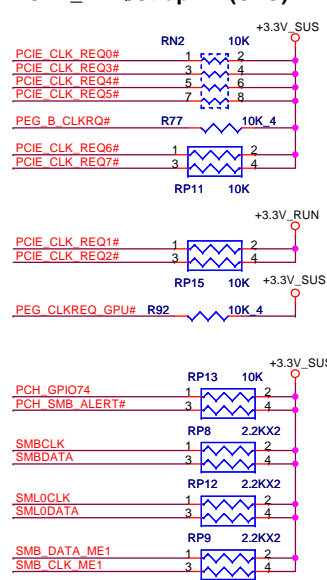 +3.3V_SUS
RN2 10K
PCIE_CLK_REQ0# 1 2
PCIE_CLK_REQ3# 3 4
PCIE_CLK_REQ4# 5 6
PCIE_CLK_REQ5# 7 8
PEG_B_CLKRQ# R77 10K_4
PCIE_CLK_REQ6# 1 2
PCIE_CLK_REQ7# 3 4
RP11 10K
+3.3V_RUN
PCIE_CLK_REQ1# 1 2
PCIE_CLK_REQ2# 3 4
RP15 10K
+3.3V_SUS
PEG_CLKREQ_GPU# R92 10K_4
+3.3V_SUS
RP13 10K
PCH_GPIO74 1 2
PCH_SMB_ALERT# 3 4
RP8 2.2KX2
SMBCLK 1 2
SMBDATA 3 4
RP12 2.2KX2
SML0CLK 1 2
SML0DATA 3 4
RP9 2.2KX2
SMB_DATA_ME1 1 2
SMB_CLK_ME1 3 4